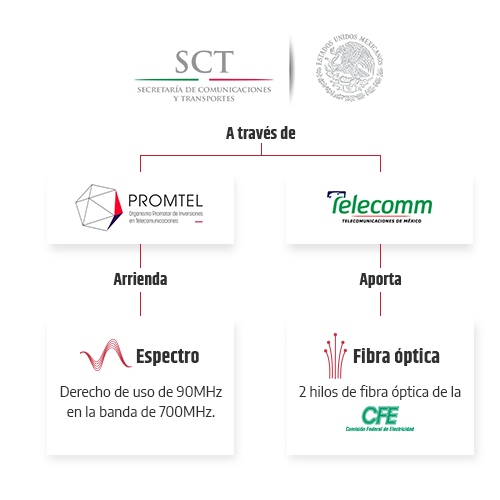 SCT
SECRETARÍA DE COMUNICACIONES
Y TRANSPORTES
ESTADOS UNIDOS MEXICANOS
A través de
PROMTEL
Organismo Promotor de Inversiones
en Telecomunicaciones
Telecomm
TELECOMUNICACIONES DE MÉXICO
Arrienda
Aporta
Espectro
Derecho de uso de 90MHz
en la banda de 700MHz.
Fibra óptica
2 hilos de fibra óptica de la
CFE
Comisión Federal de Electricidad